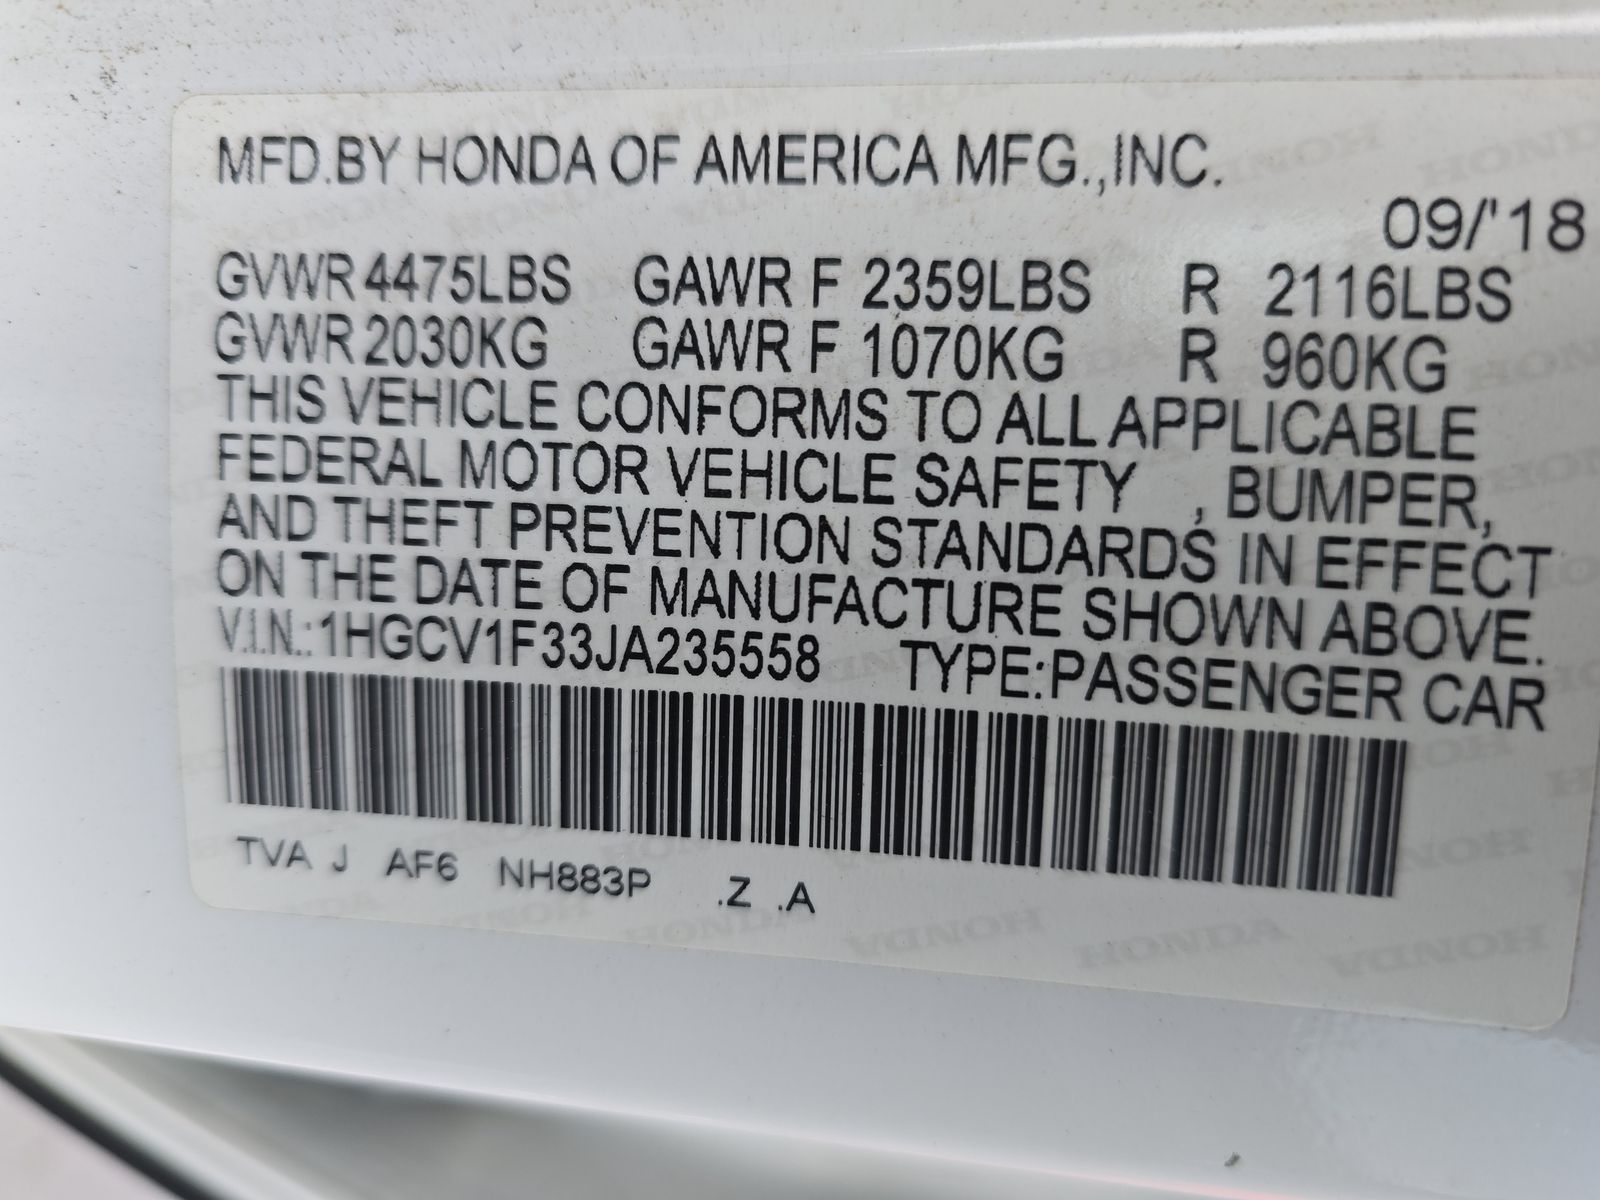 MFD.BY HONDA OF AMERICA MFG.,INC.
09/'18
GVWR 4475LBS GAWR F 2359LBS R 2116LBS
GVWR 2030KG GAWR F 1070KG R 960KG
THIS VEHICLE CONFORMS TO ALL APPLICABLE
FEDERAL MOTOR VEHICLE SAFETY , BUMPER,
AND THEFT PREVENTION STANDARDS IN EFFECT
ON THE DATE OF MANUFACTURE SHOWN ABOVE.
V.I.N.:1HGCV1F33JA235558 TYPE:PASSENGER CAR
TVA J AF6 NH883P .Z .A